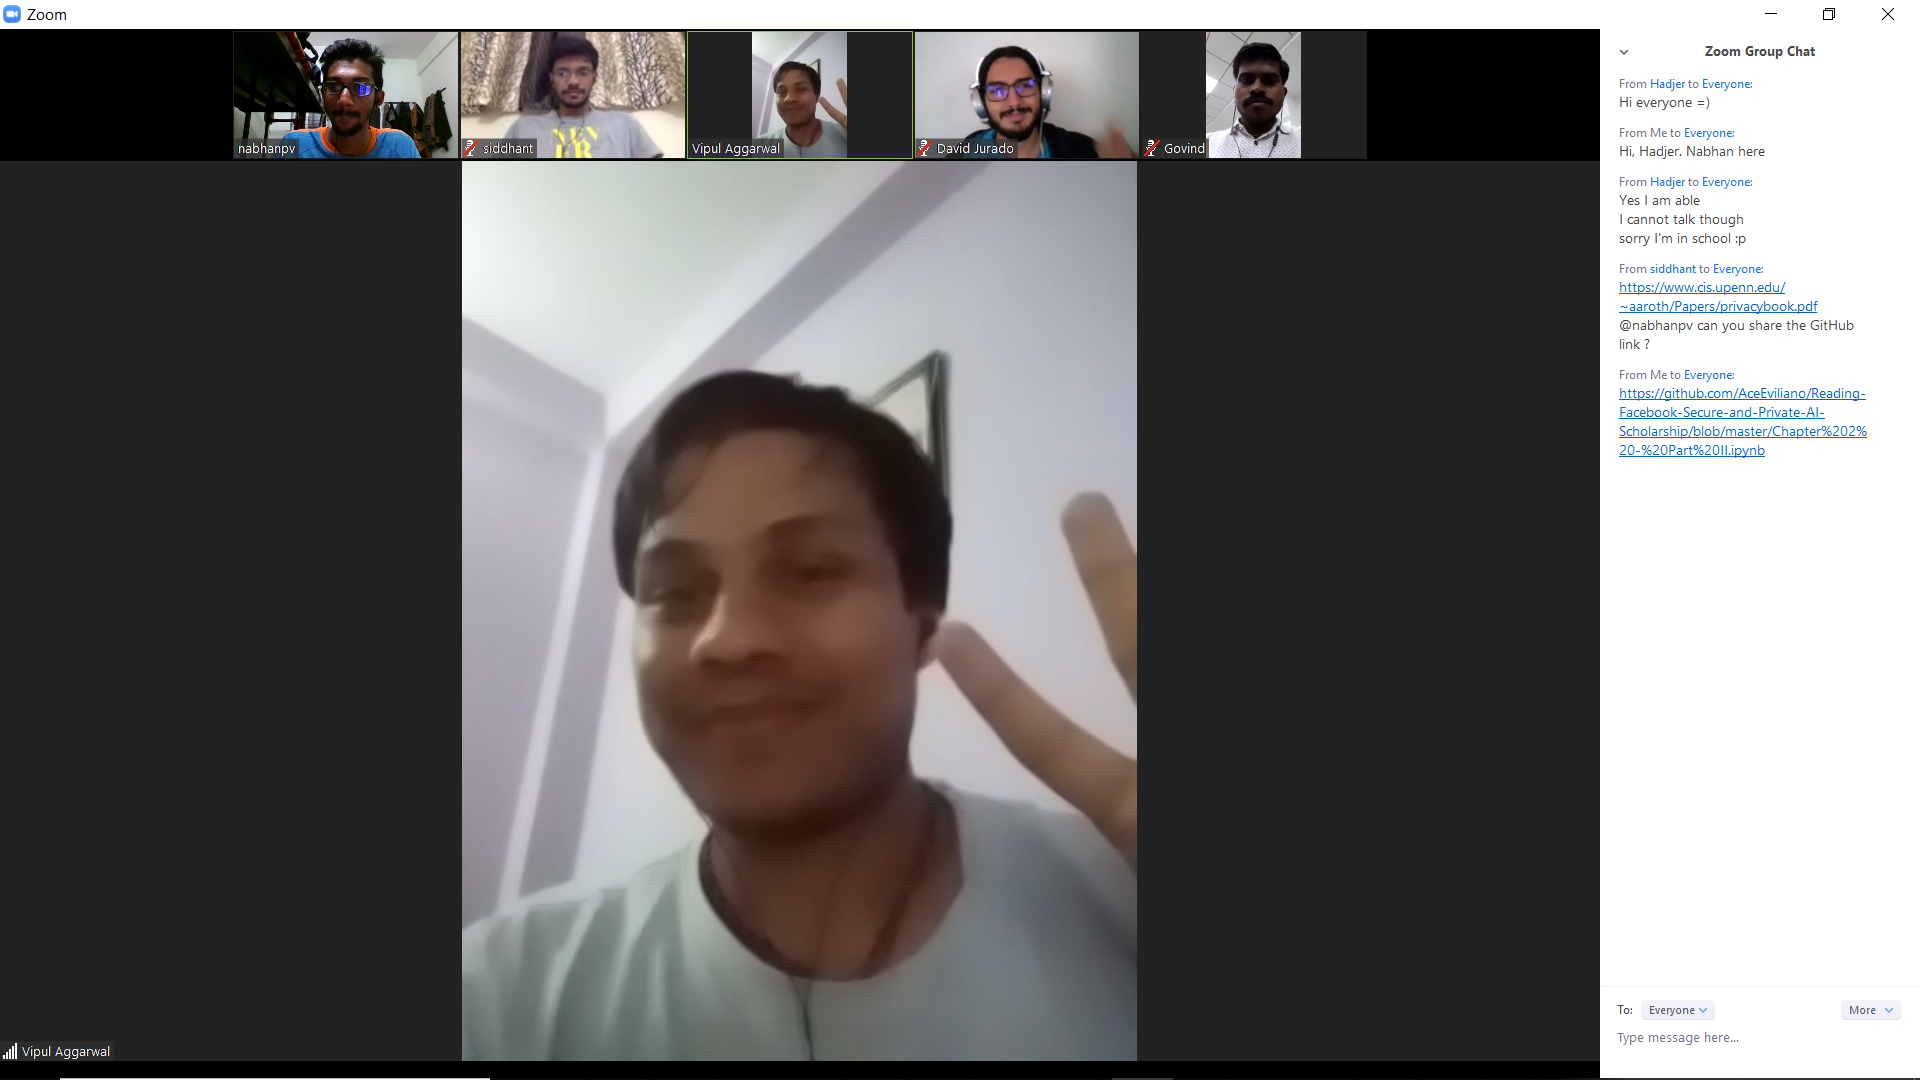 Zoom
nabhanpv
siddhant
Vipul Aggarwal
David Jurado
Govind
NEV
Vipul Aggarwal
Zoom Group Chat
From Hadjer to Everyone:
Hi everyone =)
From Me to Everyone:
Hi, Hadjer. Nabhan here
From Hadjer to Everyone:
Yes I am able
I cannot talk though
sorry I'm in school :p
From siddhant to Everyone:
https://www.cis.upenn.edu/
~aaroth/Papers/privacybook.pdf
@nabhanpv can you share the GitHub
link ?
From Me to Everyone:
https://github.com/AceEviliano/Reading-
Facebook-Secure-and-Private-AI-
Scholarship/blob/master/Chapter%202%
20-%20Part%20II.ipynb
To: Everyone
More
Type message here...